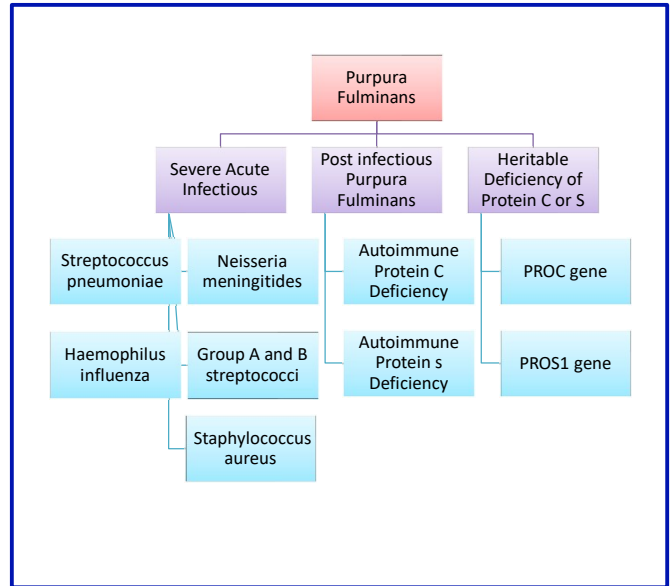 Purpura
Fulminans
Severe Acute
Infectious
Post infectious
Purpura
Fulminans
Heritable
Deficiency of
Protein C or S
Streptococcus
pneumoniae
Neisseria
meningitides
Autoimmune
Protein C
Deficiency
PROC gene
Haemophilus
influenza
Group A and B
streptococci
Autoimmune
Protein s
Deficiency
PROS1 gene
Staphylococcus
aureus